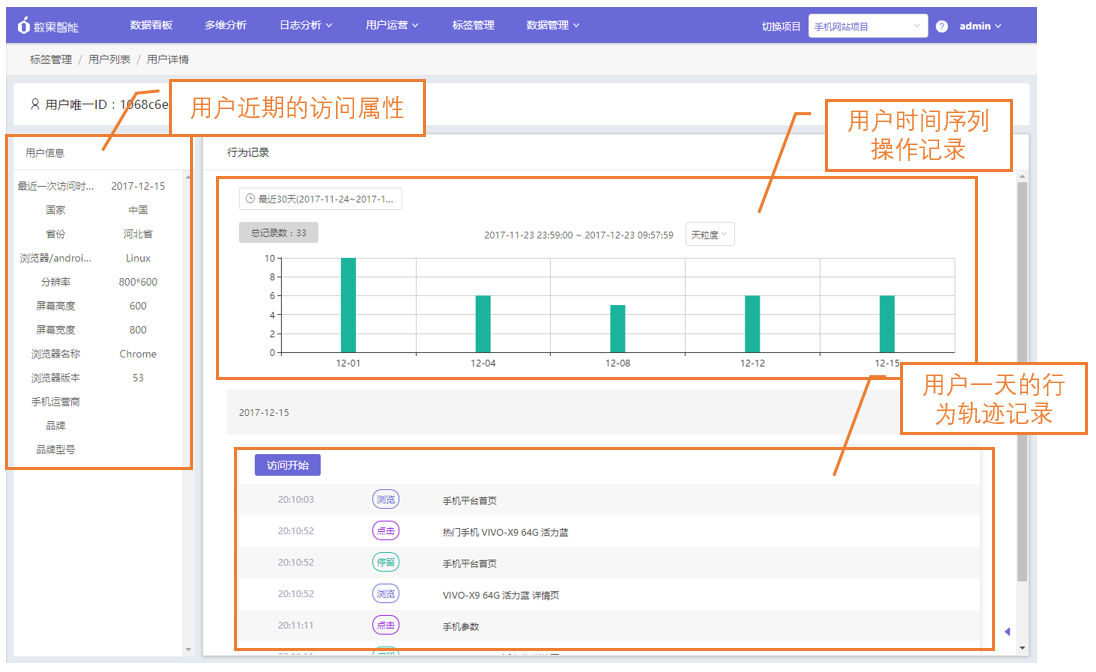 数果智能 数据看板 多维分析 日志分析 用户运营 标签管理 数据管理 切换项目 手机网站项目 ? admin
标签管理 / 用户列表 / 用户详情
用户唯一ID：1068c6e
用户近期的访问属性
用户时间序列
操作记录
用户信息
最近一次访问时... 2017-12-15
国家 中国
省份 河北省
浏览器/androi... Linux
分辨率 800*600
屏幕高度 600
屏幕宽度 800
浏览器名称 Chrome
浏览器版本 53
手机运营商
品牌
品牌型号
行为记录
最近30天(2017-11-24~2017-1...
总记录数：33
2017-11-23 23:59:00 ~ 2017-12-23 09:57:59 天粒度
10
8
6
4
2
0
12-01 12-04 12-08 12-12 12-15
用户一天的行
为轨迹记录
2017-12-15
访问开始
20:10:03 浏览 手机平台首页
20:10:52 点击 热门手机 VIVO-X9 64G 活力蓝
20:10:52 停留 手机平台首页
20:10:52 浏览 VIVO-X9 64G 活力蓝 详情页
20:11:11 点击 手机参数